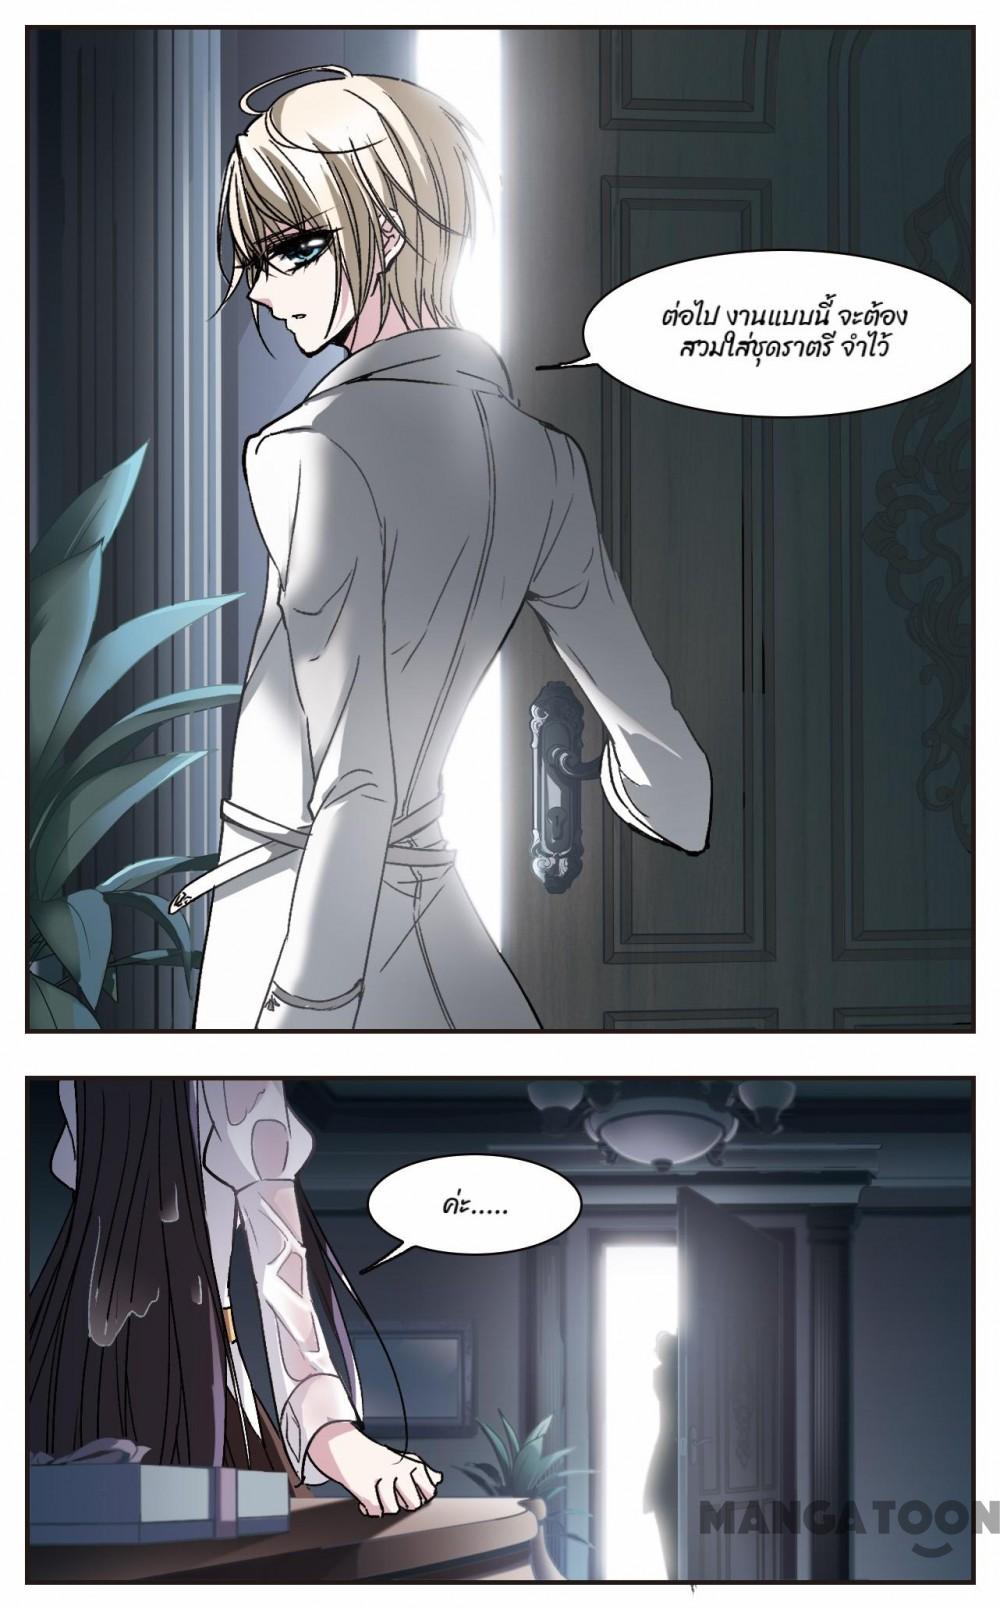 ต่อไป งานแบบนี้ จะต้อง
สวมใส่ชุดราตรี จำไว้
ค่ะ.....
MANGATOON